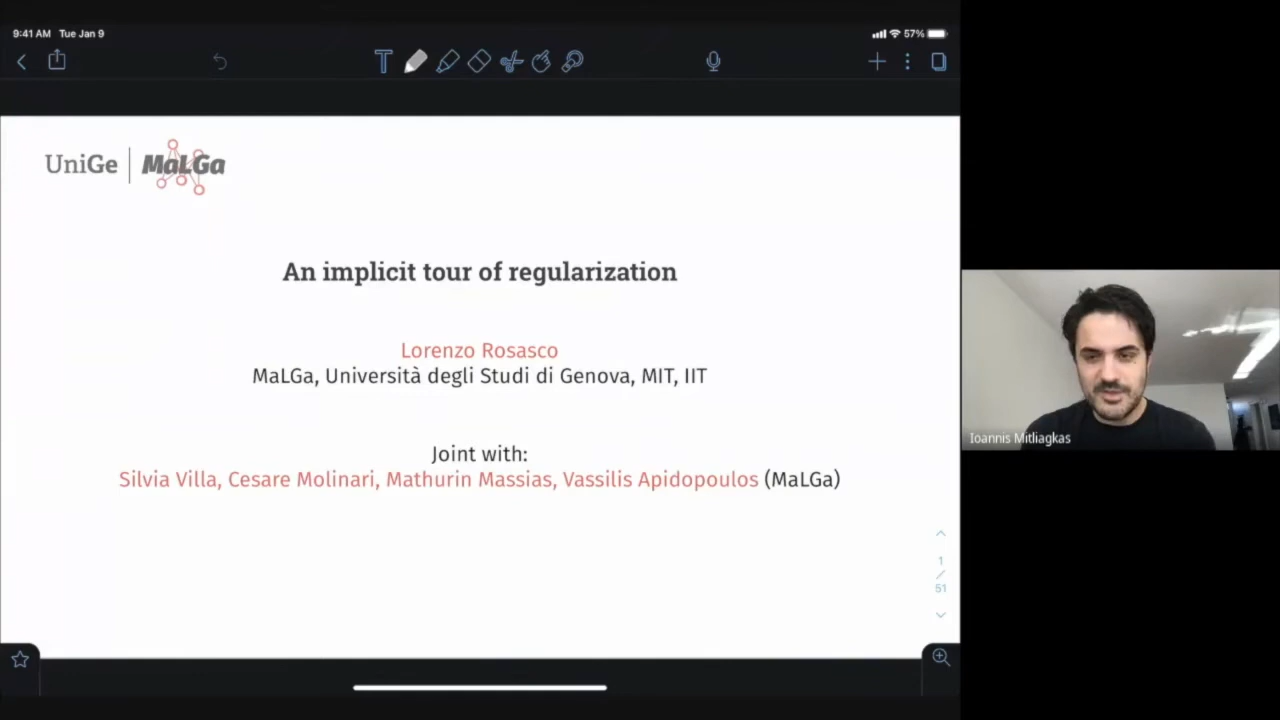 9:41 AM Tue Jan 9
57%
T
UniGe | MaLGa
An implicit tour of regularization
Lorenzo Rosasco
MaLGa, Università degli Studi di Genova, MIT, IIT
Joint with:
Silvia Villa, Cesare Molinari, Mathurin Massias, Vassilis Apidopoulos (MaLGa)
1
/
51
Ioannis Mitliagkas